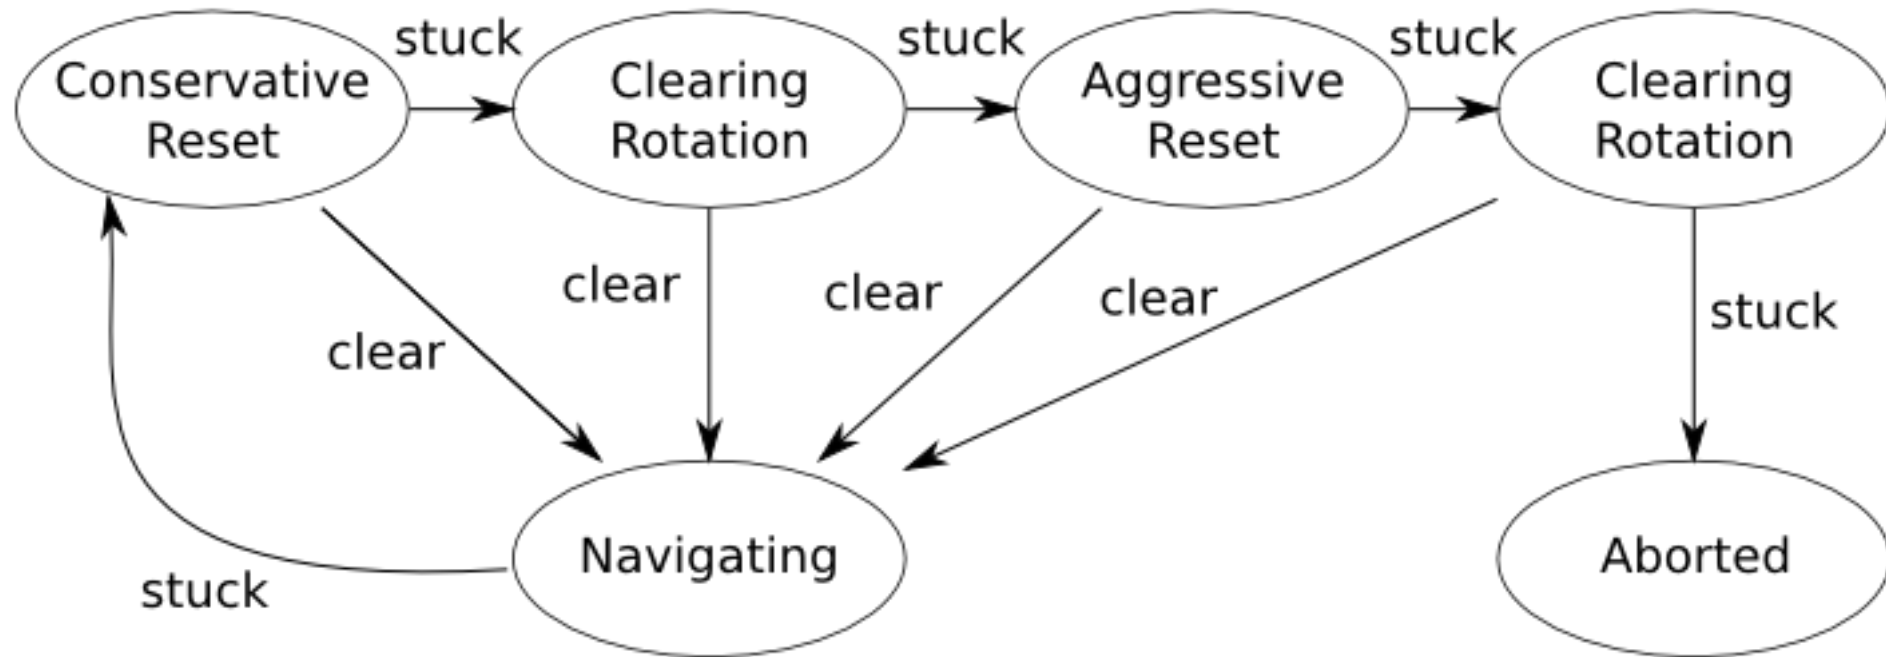 stuck
stuck
stuck
Conservative
Reset
Clearing
Rotation
Aggressive
Reset
Clearing
Rotation
clear
clear
clear
clear
stuck
Navigating
Aborted
stuck